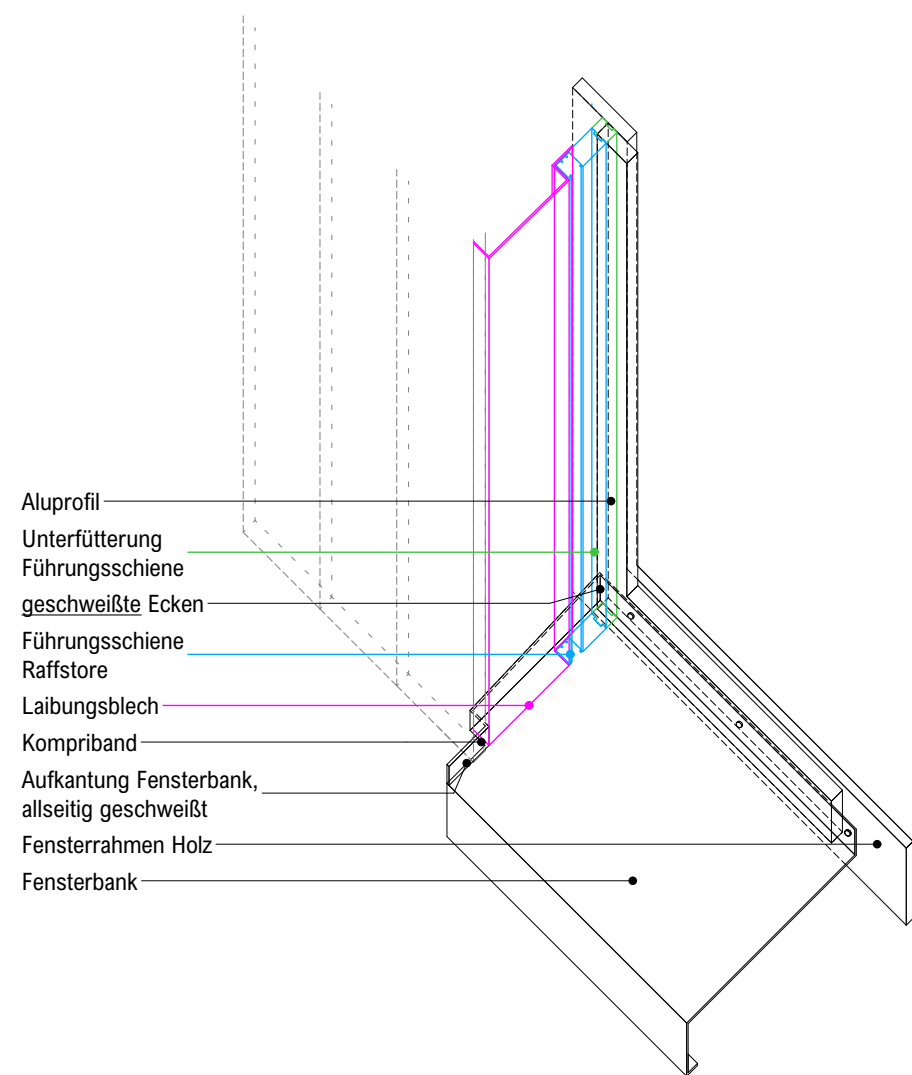 Aluprofil
Unterfütterung
Führungsschiene
geschweißte Ecken
Führungsschiene
Raffstore
Laibungsblech
Kompriband
Aufkantung Fensterbank,
allseitig geschweißt
Fensterrahmen Holz
Fensterbank